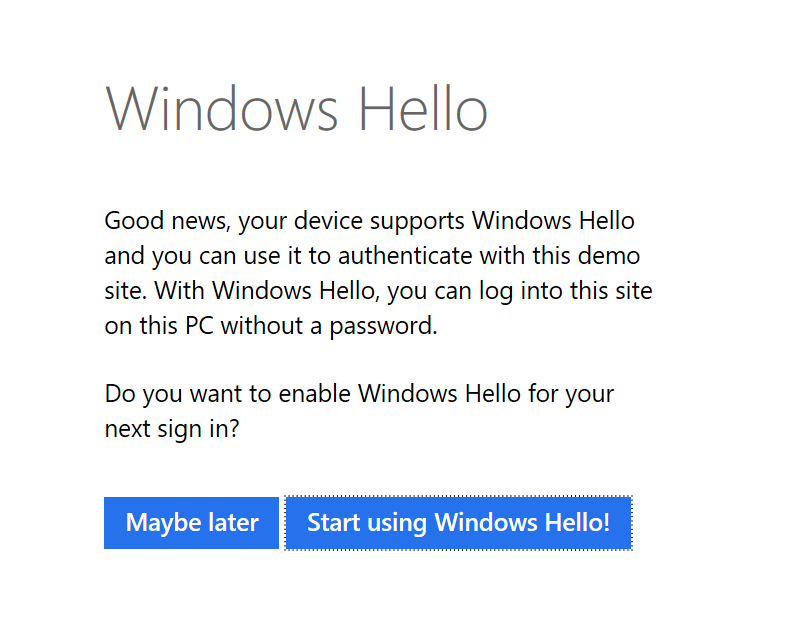 Windows Hello
Good news, your device supports Windows Hello
and you can use it to authenticate with this demo
site. With Windows Hello, you can log into this site
on this PC without a password.
Do you want to enable Windows Hello for your
next sign in?
Maybe later Start using Windows Hello!